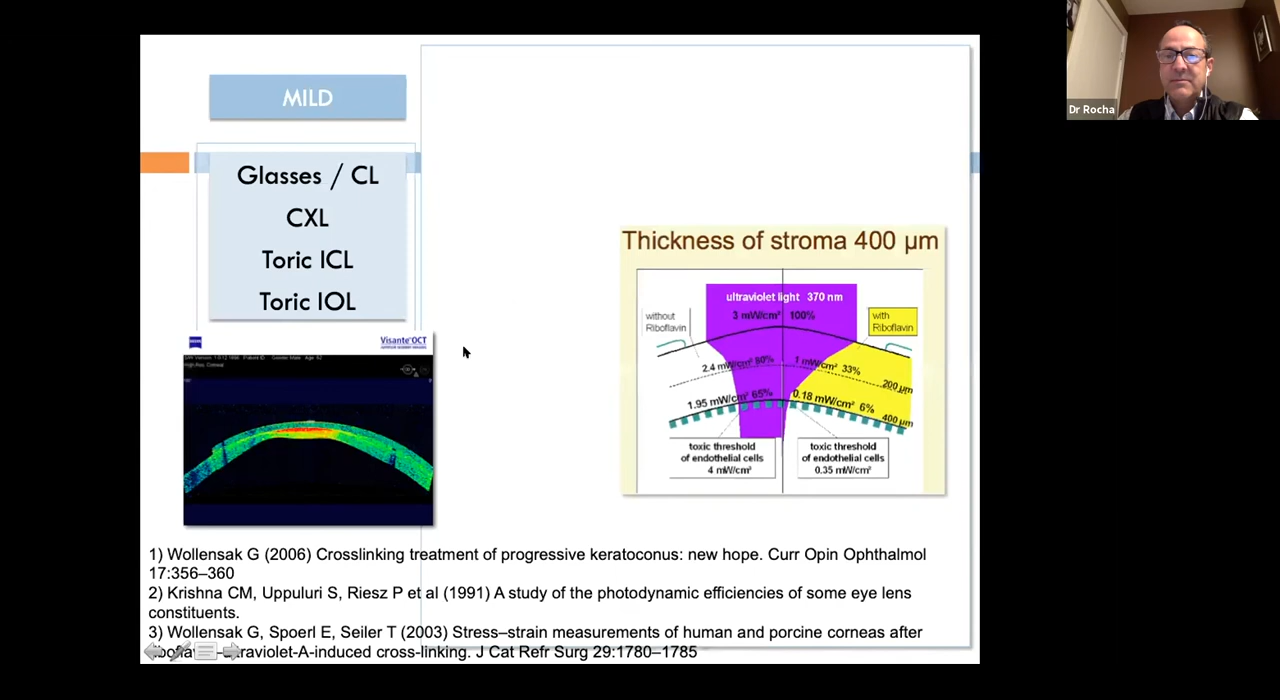 MILD
Glasses / CL
CXL
Toric ICL
Toric IOL
Visante OCT
Thickness of stroma 400 µm
ultraviolet light 370 nm
3 mW/cm² 100%
without
Riboflavin
with
Riboflavin
2.4 mW/cm² 80%
1 mW/cm² 33%
200 µm
1.95 mW/cm² 65%
0.18 mW/cm² 6%
400 µm
toxic threshold
of endothelial cells
4 mW/cm²
toxic threshold
of endothelial cells
0.35 mW/cm²
1) Wollensak G (2006) Crosslinking treatment of progressive keratoconus: new hope. Curr Opin Ophthalmol
17:356–360
2) Krishna CM, Uppuluri S, Riesz P et al (1991) A study of the photodynamic efficiencies of some eye lens
constituents.
3) Wollensak G, Spoerl E, Seiler T (2003) Stress–strain measurements of human and porcine corneas after
cross-linking. J Cat Refr Surg 29:1780–1785
Dr Rocha